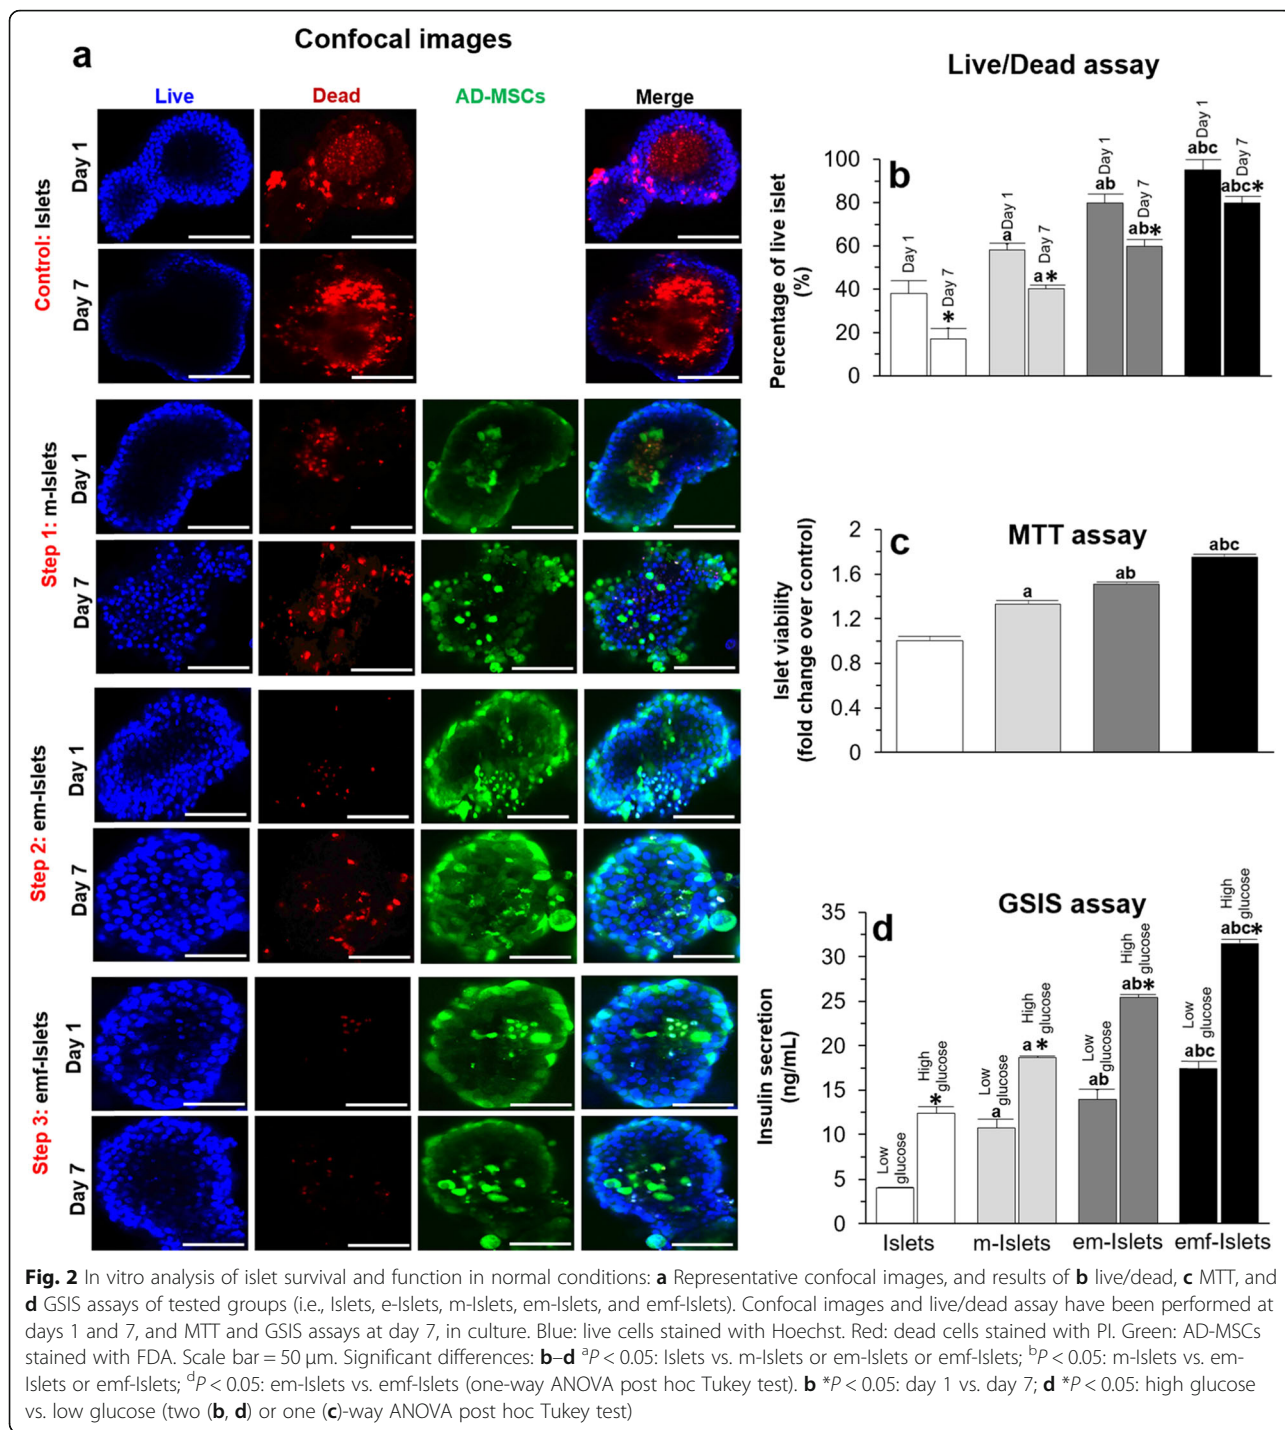 Confocal images
a
Live Dead AD-MSCs Merge
Control: Islets
Day 1
Day 7
Step 1: m-Islets
Day 1
Day 7
Step 2: em-Islets
Day 1
Day 7
Step 3: emf-Islets
Day 1
Day 7
Live/Dead assay
b
Percentage of live islet
(%)
100
80
60
40
20
0
Day 1
* Day 7
a Day 1
a* Day 7
ab Day 1
ab* Day 7
abc Day 1
abc* Day 7
c MTT assay
Islet viability
(fold change over control)
2
1.6
1.2
0.8
0.4
0
a
ab
abc
d GSIS assay
Insulin secretion
(ng/mL)
35
30
25
20
15
10
5
0
Low
glucose
High
glucose
*
Low
glucose
a
High
glucose
a*
Low
glucose
ab
High
glucose
ab*
Low
glucose
abc
High
glucose
abc*
Islets m-Islets em-Islets emf-Islets
Fig. 2 In vitro analysis of islet survival and function in normal conditions: a Representative confocal images, and results of b live/dead, c MTT, and
d GSIS assays of tested groups (i.e., Islets, e-Islets, m-Islets, em-Islets, and emf-Islets). Confocal images and live/dead assay have been performed at
days 1 and 7, and MTT and GSIS assays at day 7, in culture. Blue: live cells stained with Hoechst. Red: dead cells stained with PI. Green: AD-MSCs
stained with FDA. Scale bar = 50 μm. Significant differences: b–d ᵃP < 0.05: Islets vs. m-Islets or em-Islets or emf-Islets; ᵇP < 0.05: m-Islets vs. em-
Islets or emf-Islets; ᵈP < 0.05: em-Islets vs. emf-Islets (one-way ANOVA post hoc Tukey test). b *P < 0.05: day 1 vs. day 7; d *P < 0.05: high glucose
vs. low glucose (two (b, d) or one (c)-way ANOVA post hoc Tukey test)